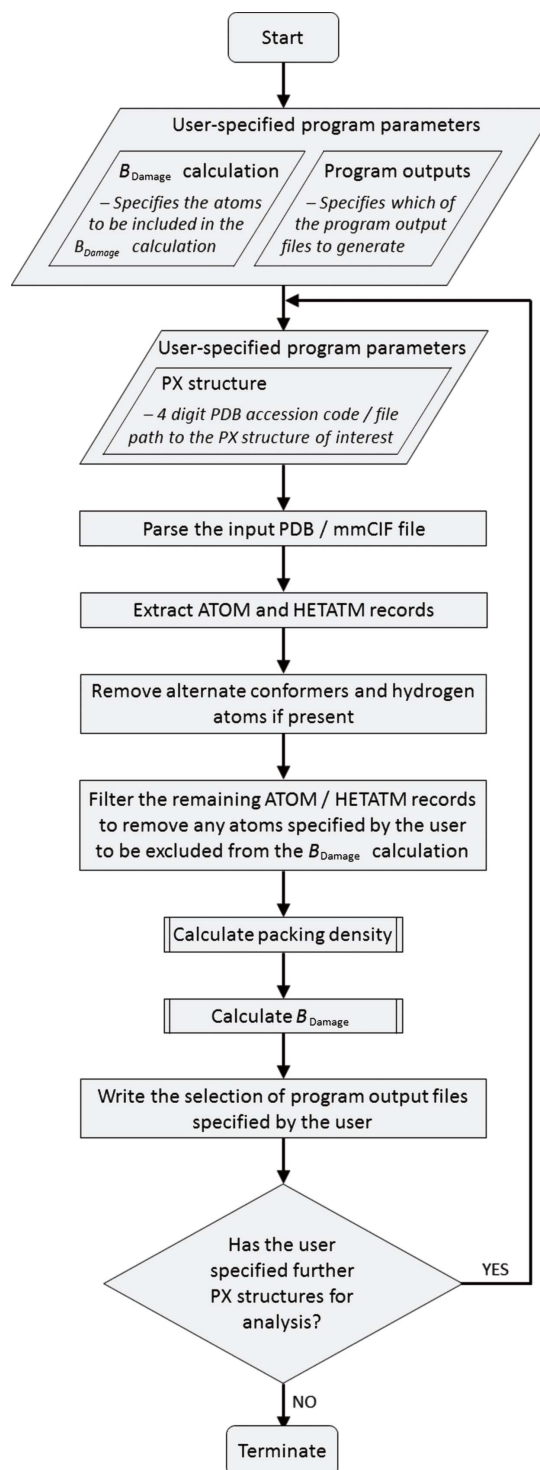 Start
User-specified program parameters
B Damage calculation
– Specifies the atoms
to be included in the
B Damage calculation
Program outputs
– Specifies which of
the program output
files to generate
User-specified program parameters
PX structure
– 4 digit PDB accession code / file
path to the PX structure of interest
Parse the input PDB / mmCIF file
Extract ATOM and HETATM records
Remove alternate conformers and hydrogen
atoms if present
Filter the remaining ATOM / HETATM records
to remove any atoms specified by the user
to be excluded from the B Damage calculation
Calculate packing density
Calculate B Damage
Write the selection of program output files
specified by the user
Has the user
specified further
PX structures for
analysis?
YES
NO
Terminate